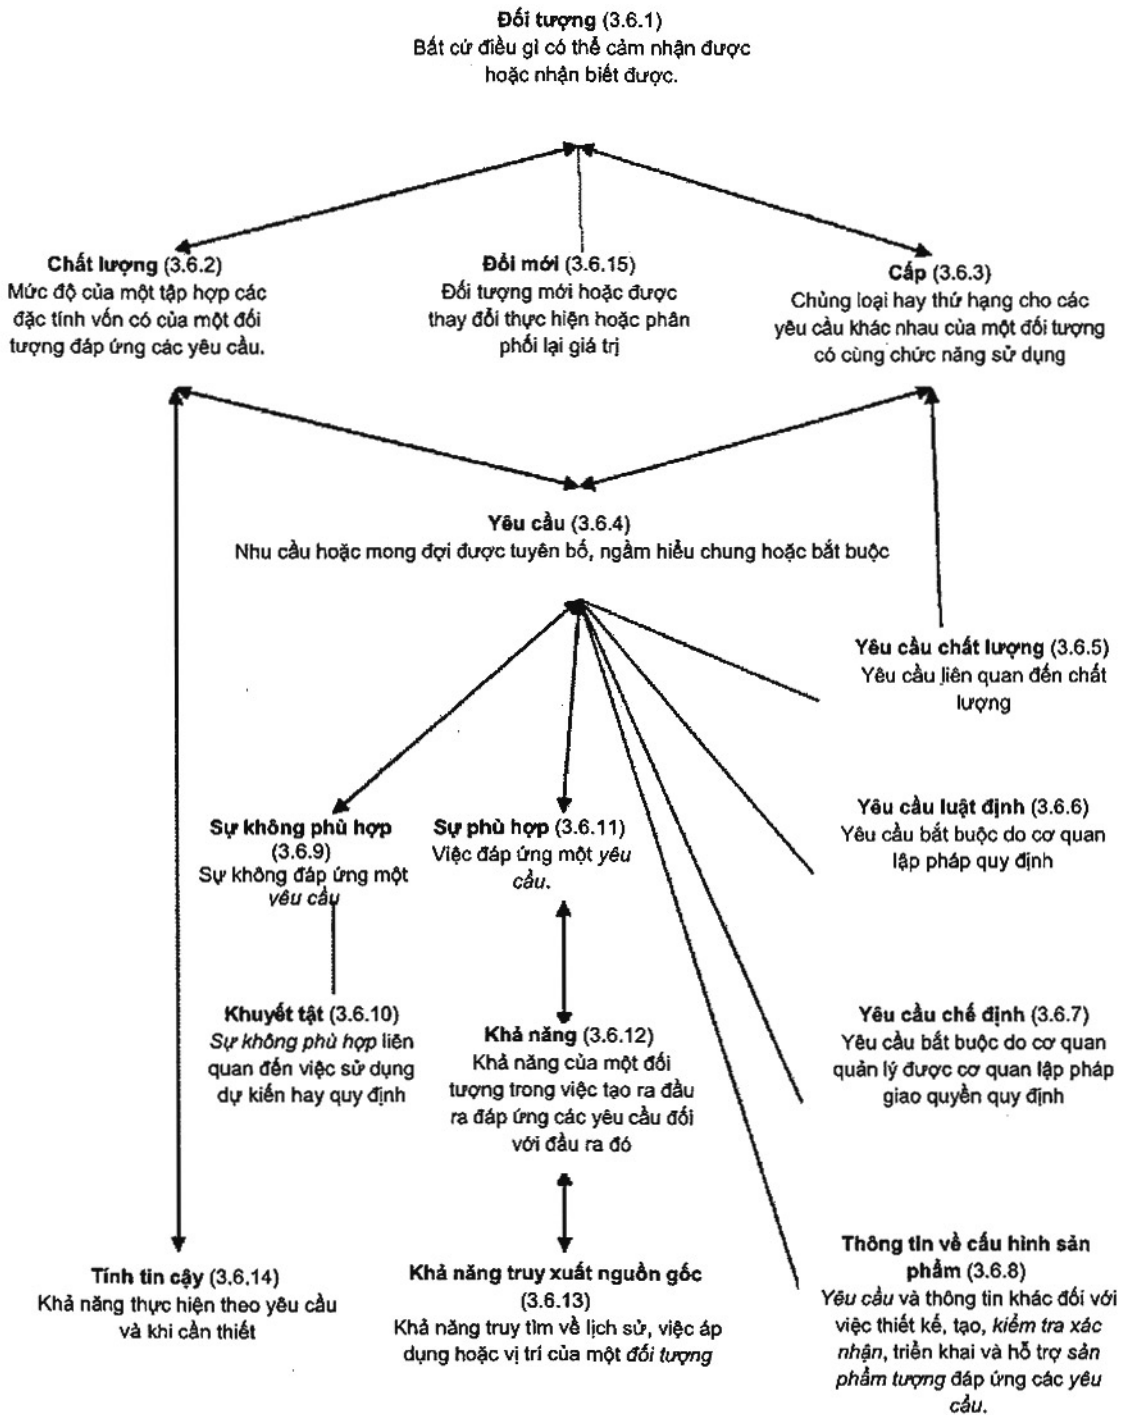 Đối tượng (3.6.1)
Bất cứ điều gì có thể cảm nhận được
hoặc nhận biết được.
Chất lượng (3.6.2)
Mức độ của một tập hợp các
đặc tính vốn có của một đối
tượng đáp ứng các yêu cầu.
Đổi mới (3.6.15)
Đối tượng mới hoặc được
thay đổi thực hiện hoặc phân
phối lại giá trị
Cấp (3.6.3)
Chủng loại hay thứ hạng cho các
yêu cầu khác nhau của một đối tượng
có cùng chức năng sử dụng
Yêu cầu (3.6.4)
Nhu cầu hoặc mong đợi được tuyên bố, ngầm hiểu chung hoặc bắt buộc
Yêu cầu chất lượng (3.6.5)
Yêu cầu liên quan đến chất
lượng
Yêu cầu luật định (3.6.6)
Yêu cầu bắt buộc do cơ quan
lập pháp quy định
Sự không phù hợp
(3.6.9)
Sự không đáp ứng một
yêu cầu
Sự phù hợp (3.6.11)
Việc đáp ứng một yêu
cầu.
Khuyết tật (3.6.10)
Sự không phù hợp liên
quan đến việc sử dụng
dự kiến hay quy định
Khả năng (3.6.12)
Khả năng của một đối
tượng trong việc tạo ra đầu
ra đáp ứng các yêu cầu đối
với đầu ra đó
Yêu cầu chế định (3.6.7)
Yêu cầu bắt buộc do cơ quan
quản lý được cơ quan lập pháp
giao quyền quy định
Tính tin cậy (3.6.14)
Khả năng thực hiện theo yêu cầu
và khi cần thiết
Khả năng truy xuất nguồn gốc
(3.6.13)
Khả năng truy tìm về lịch sử, việc áp
dụng hoặc vị trí của một đối tượng
Thông tin về cấu hình sản
phẩm (3.6.8)
Yêu cầu và thông tin khác đối với
việc thiết kế, tạo, kiểm tra xác
nhận, triển khai và hỗ trợ sản
phẩm tượng đáp ứng các yêu
cầu.